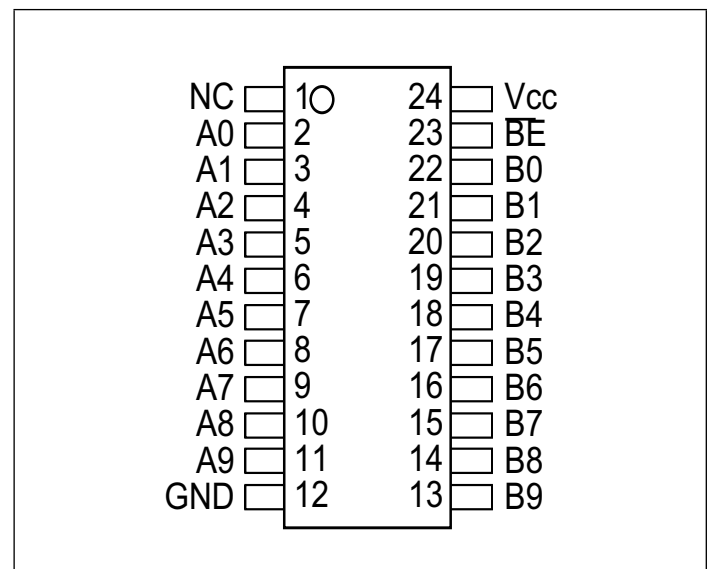 NC 1 24 Vcc
A0 2 23 B̅E̅
A1 3 22 B0
A2 4 21 B1
A3 5 20 B2
A4 6 19 B3
A5 7 18 B4
A6 8 17 B5
A7 9 16 B6
A8 10 15 B7
A9 11 14 B8
GND 12 13 B9